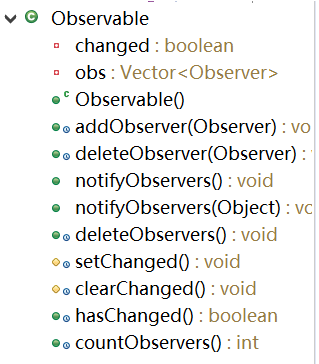 Observable
changed : boolean
obs : Vector<Observer>
Observable()
addObserver(Observer) : vo
deleteObserver(Observer) :
notifyObservers() : void
notifyObservers(Object) : vo
deleteObservers() : void
setChanged() : void
clearChanged() : void
hasChanged() : boolean
countObservers() : int